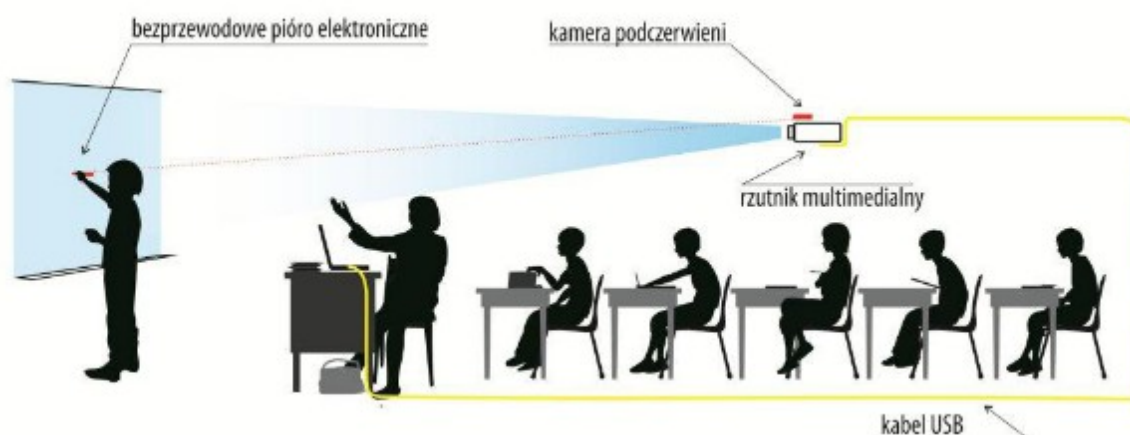 bezprzewodowe pióro elektroniczne
kamera podczerwieni
rzutnik multimedialny
kabel USB